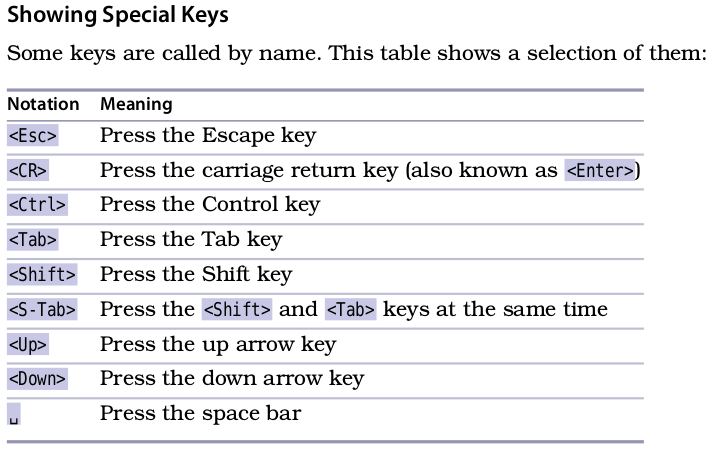 Showing Special Keys
Some keys are called by name. This table shows a selection of them:
Notation Meaning
<Esc> Press the Escape key
<CR> Press the carriage return key (also known as <Enter>)
<Ctrl> Press the Control key
<Tab> Press the Tab key
<Shift> Press the Shift key
<S-Tab> Press the <Shift> and <Tab> keys at the same time
<Up> Press the up arrow key
<Down> Press the down arrow key
␣ Press the space bar